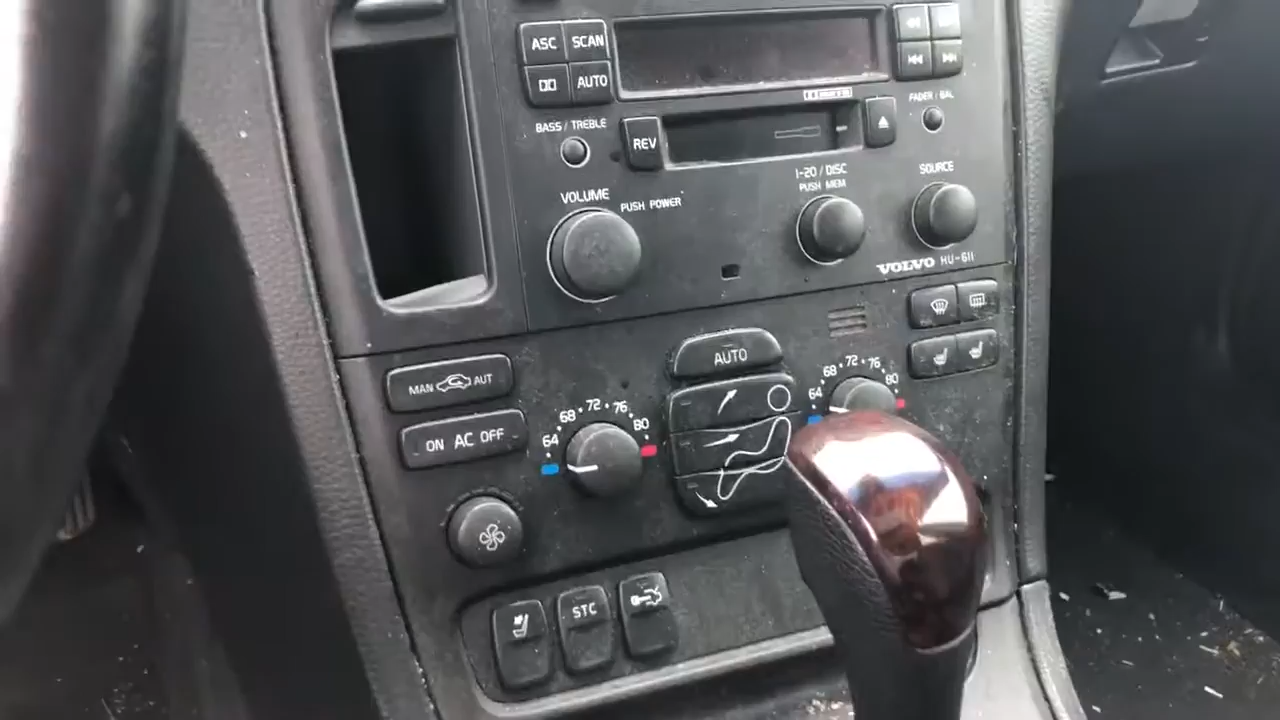 ASC SCAN
AUTO
BASS / TREBLE
REV
FADER / BAL
VOLUME
PUSH POWER
1-20 / DISC
PUSH MEM
SOURCE
VOLVO HU-611
MAN AUT
ON AC OFF
64 68 72 76 80
AUTO
64 68 72 76 80
STC